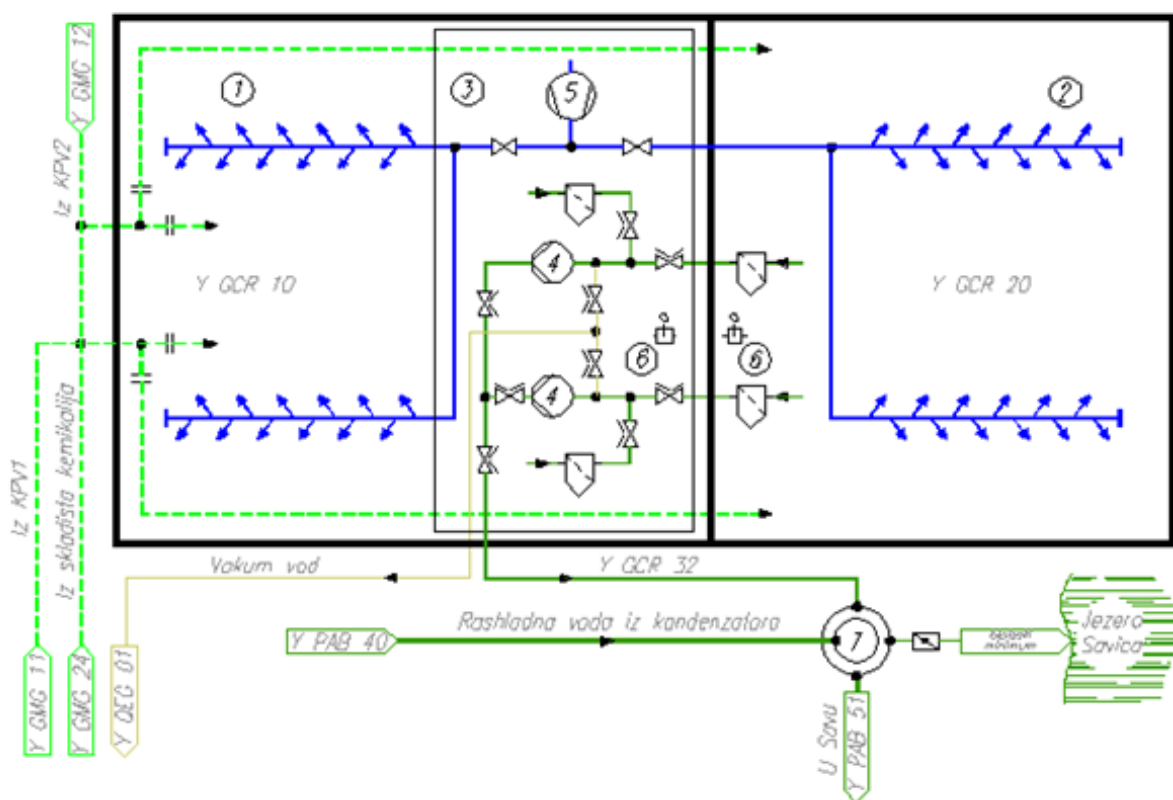 Y GMG 12
Iz KPV2
1
3
5
2
Y GCR 10
4
Y GCR 20
6
6
4
Iz KPV1
Iz skladišta kemikalija
Vakum vod
Y GCR 32
Rashladna voda iz kondenzatora
Y PAB 40
7
minimum
Jezero
Savica
Y GMG 11
Y GMG 24
Y QEG 01
U Savu
Y PAB 51